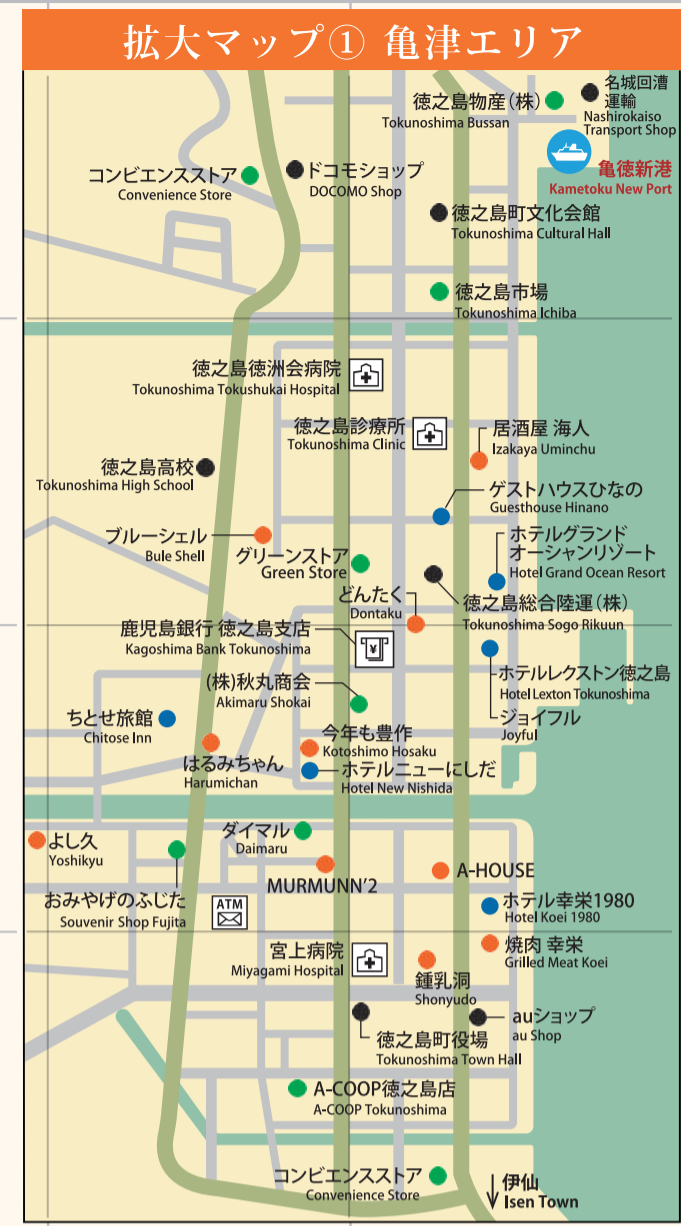 拡大マップ① 亀津エリア
徳之島物産(株)
Tokunoshima Bussan
名城回漕
運輸
Nashirokaiso
Transport Shop
亀徳新港
Kametoku New Port
コンビエンスストア
Convenience Store
ドコモショップ
DOCOMO Shop
徳之島町文化会館
Tokunoshima Cultural Hall
徳之島市場
Tokunoshima Ichiba
徳之島徳洲会病院
Tokunoshima Tokushukai Hospital
徳之島診療所
Tokunoshima Clinic
居酒屋 海人
Izakaya Uminchu
徳之島高校
Tokunoshima High School
ゲストハウスひなの
Guesthouse Hinano
ブルーシェル
Bule Shell
グリーンストア
Green Store
ホテルグランド
オーシャンリゾート
Hotel Grand Ocean Resort
どんたく
Dontaku
徳之島総合陸運(株)
Tokunoshima Sogo Rikuun
鹿児島銀行 徳之島支店
Kagoshima Bank Tokunoshima
¥
ホテルレクストン徳之島
Hotel Lexton Tokunoshima
(株)秋丸商会
Akimaru Shokai
ジョイフル
Joyful
ちとせ旅館
Chitose Inn
今年も豊作
Kotoshimo Hosaku
はるみちゃん
Harumichan
ホテルニューにしだ
Hotel New Nishida
よし久
Yoshikyu
ダイマル
Daimaru
MURMUNN'2
A-HOUSE
おみやげのふじた
Souvenir Shop Fujita
ATM
ホテル幸栄1980
Hotel Koei 1980
宮上病院
Miyagami Hospital
焼肉 幸栄
Grilled Meat Koei
鍾乳洞
Shonyudo
auショップ
au Shop
徳之島町役場
Tokunoshima Town Hall
A-COOP徳之島店
A-COOP Tokunoshima
コンビエンスストア
Convenience Store
伊仙
Isen Town